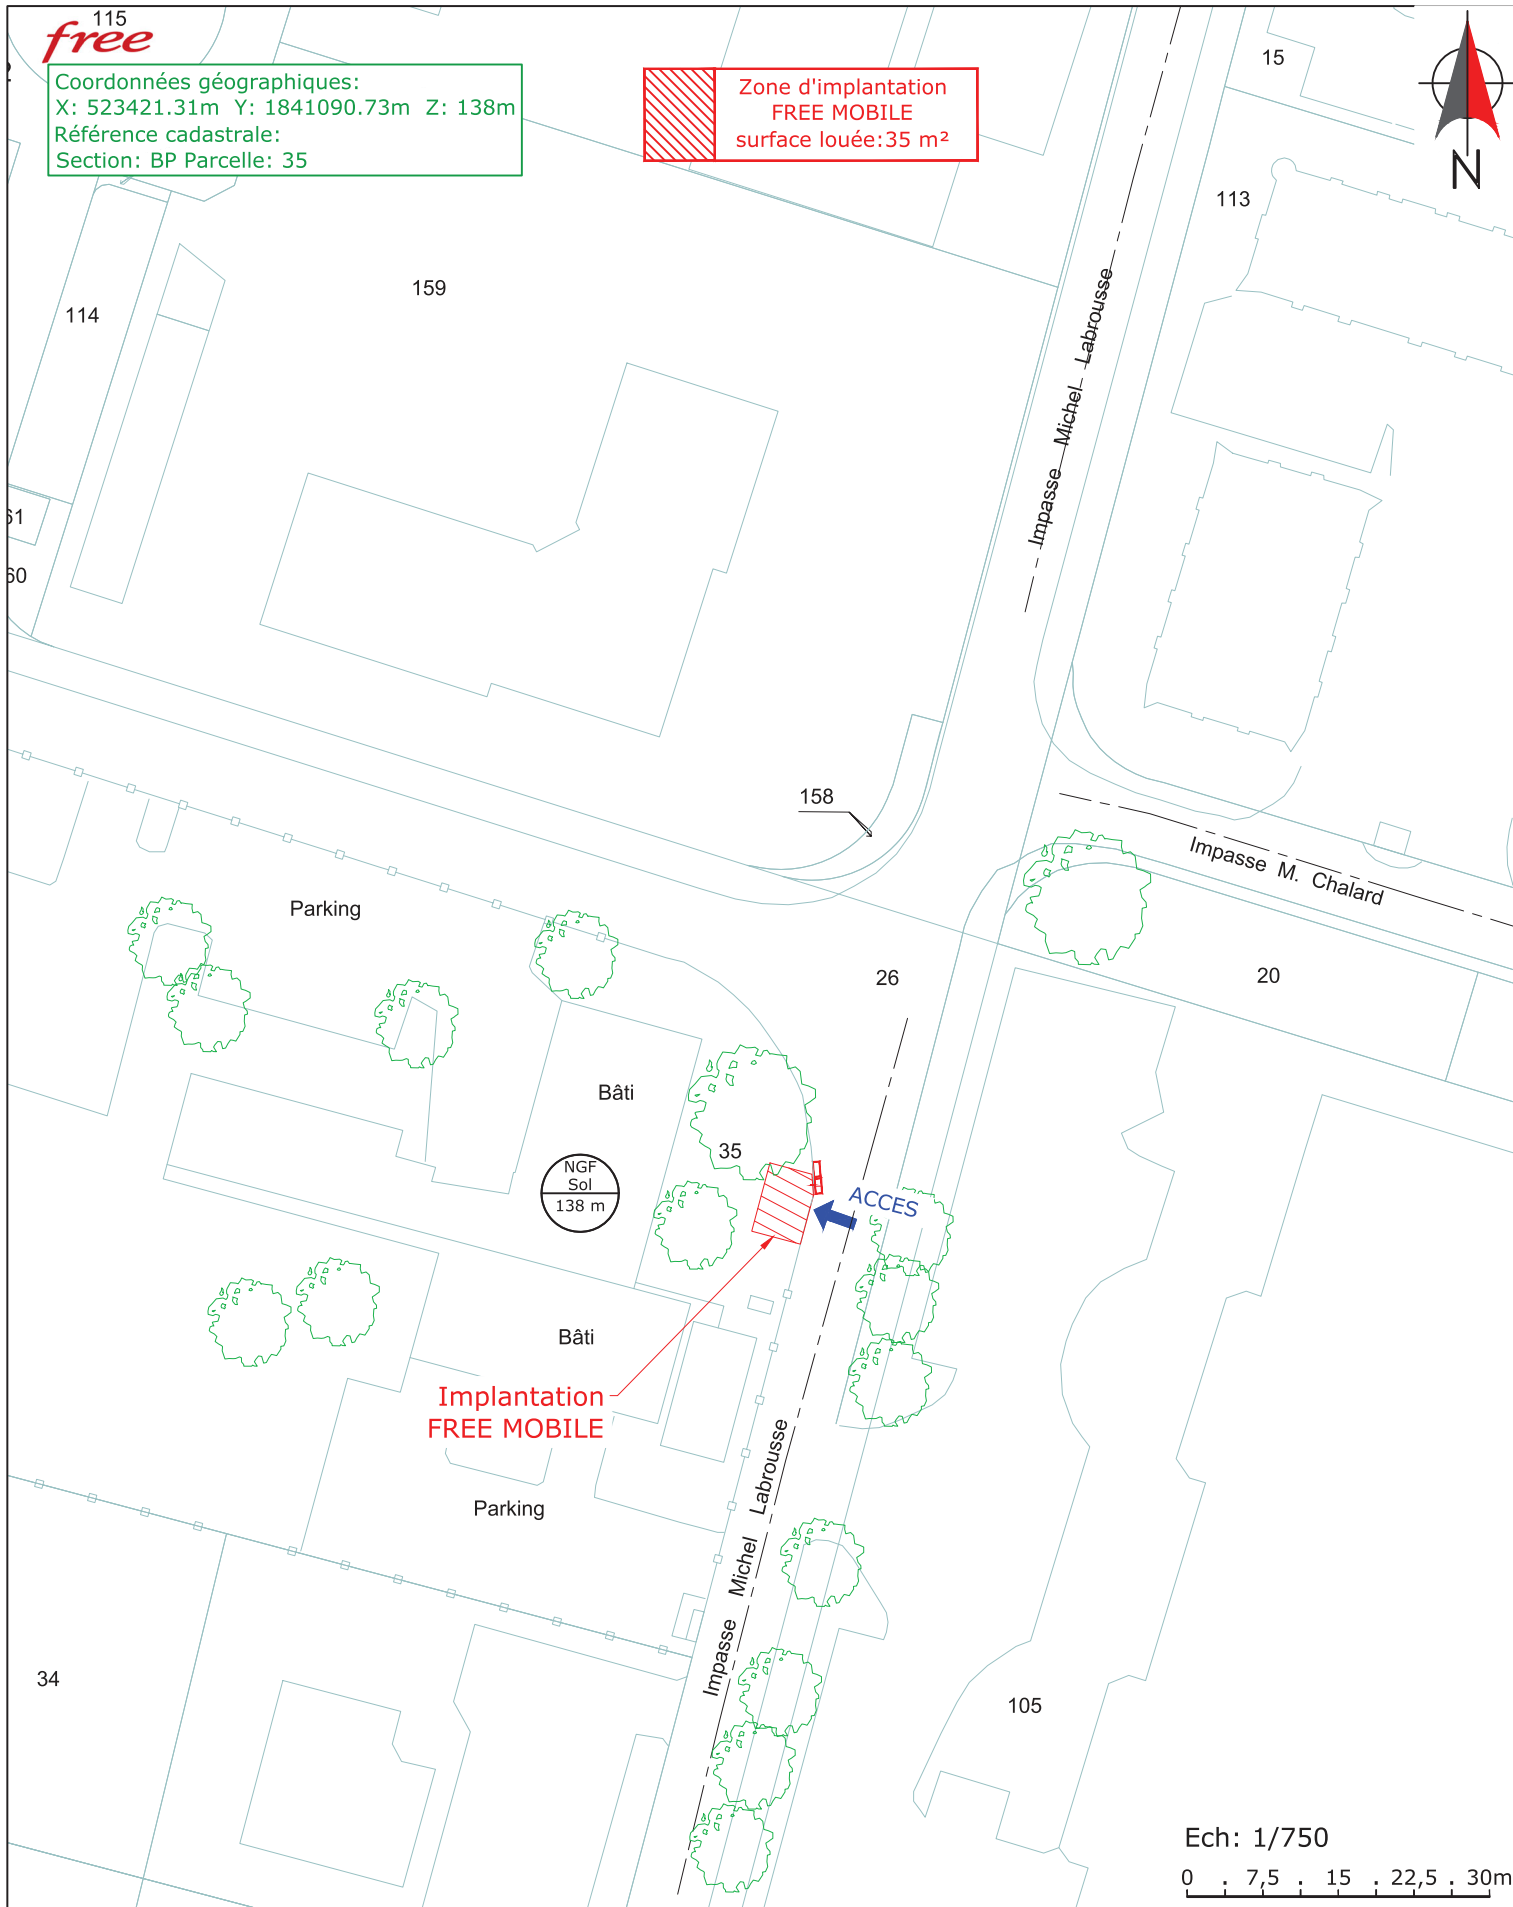 115
free
Coordonnées géographiques:
X: 523421.31m Y: 1841090.73m Z: 138m
Référence cadastrale:
Section: BP Parcelle: 35
Zone d'implantation
FREE MOBILE
surface louée:35 m²
15
N
113
159
114
Impasse Michel Labrousse
61
60
158
Impasse M. Chalard
Parking
26
20
Bâti
35
NGF
Sol
138 m
ACCES
Bâti
Implantation
FREE MOBILE
Parking
Impasse Michel Labrousse
34
105
Ech: 1/750
0 . 7,5 . 15 . 22,5 . 30m